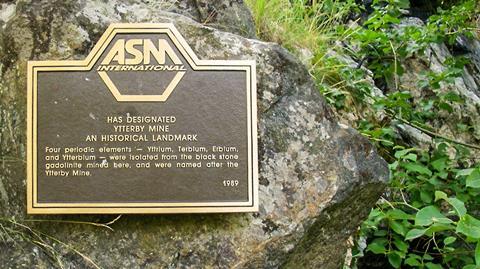 ASM
INTERNATIONAL
HAS DESIGNATED
YTTERBY MINE
AN HISTORICAL LANDMARK
Four periodic elements — Yttrium, Terbium, Erbium,
and Ytterbium — were isolated from the black stone
gadolinite mined here, and were named after the
Ytterby Mine.
1989